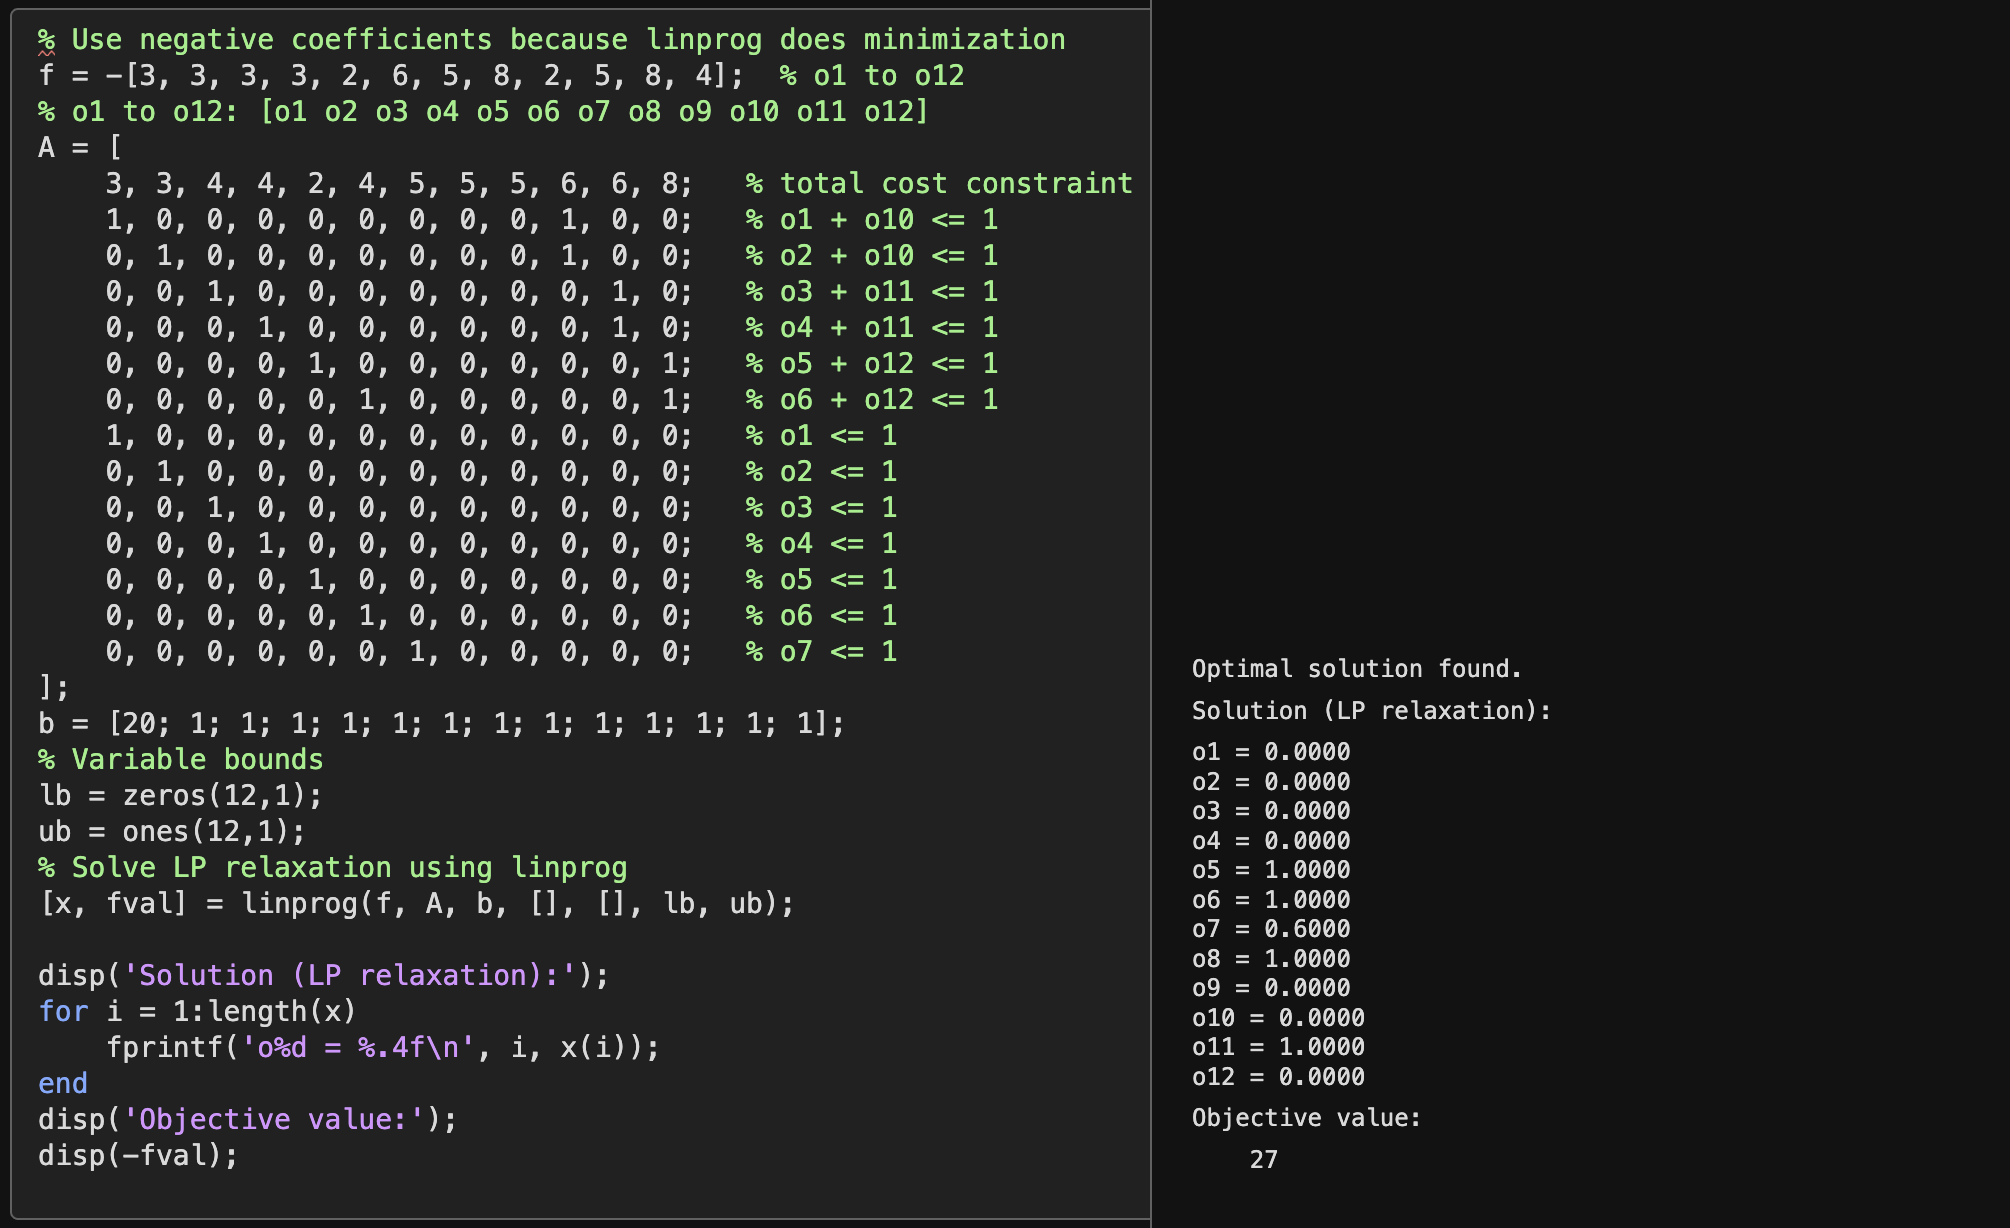 % Use negative coefficients because linprog does minimization
f = -[3, 3, 3, 3, 2, 6, 5, 8, 2, 5, 8, 4];  % o1 to o12
% o1 to o12: [o1 o2 o3 o4 o5 o6 o7 o8 o9 o10 o11 o12]
A = [
    3, 3, 4, 4, 2, 4, 5, 5, 5, 6, 6, 8;   % total cost constraint
    1, 0, 0, 0, 0, 0, 0, 0, 0, 1, 0, 0;   % o1 + o10 <= 1
    0, 1, 0, 0, 0, 0, 0, 0, 0, 1, 0, 0;   % o2 + o10 <= 1
    0, 0, 1, 0, 0, 0, 0, 0, 0, 0, 1, 0;   % o3 + o11 <= 1
    0, 0, 0, 1, 0, 0, 0, 0, 0, 0, 1, 0;   % o4 + o11 <= 1
    0, 0, 0, 0, 1, 0, 0, 0, 0, 0, 0, 1;   % o5 + o12 <= 1
    0, 0, 0, 0, 0, 1, 0, 0, 0, 0, 0, 1;   % o6 + o12 <= 1
    1, 0, 0, 0, 0, 0, 0, 0, 0, 0, 0, 0;   % o1 <= 1
    0, 1, 0, 0, 0, 0, 0, 0, 0, 0, 0, 0;   % o2 <= 1
    0, 0, 1, 0, 0, 0, 0, 0, 0, 0, 0, 0;   % o3 <= 1
    0, 0, 0, 1, 0, 0, 0, 0, 0, 0, 0, 0;   % o4 <= 1
    0, 0, 0, 0, 1, 0, 0, 0, 0, 0, 0, 0;   % o5 <= 1
    0, 0, 0, 0, 0, 1, 0, 0, 0, 0, 0, 0;   % o6 <= 1
    0, 0, 0, 0, 0, 0, 1, 0, 0, 0, 0, 0;   % o7 <= 1
];
b = [20; 1; 1; 1; 1; 1; 1; 1; 1; 1; 1; 1; 1; 1];
% Variable bounds
lb = zeros(12,1);
ub = ones(12,1);
% Solve LP relaxation using linprog
[x, fval] = linprog(f, A, b, [], [], lb, ub);
disp('Solution (LP relaxation):');
for i = 1:length(x)
    fprintf('o%d = %.4f\n', i, x(i));
end
disp('Objective value:');
disp(-fval);
Optimal solution found.
Solution (LP relaxation):
o1 = 0.0000
o2 = 0.0000
o3 = 0.0000
o4 = 0.0000
o5 = 1.0000
o6 = 1.0000
o7 = 0.6000
o8 = 1.0000
o9 = 0.0000
o10 = 0.0000
o11 = 1.0000
o12 = 0.0000
Objective value:
    27